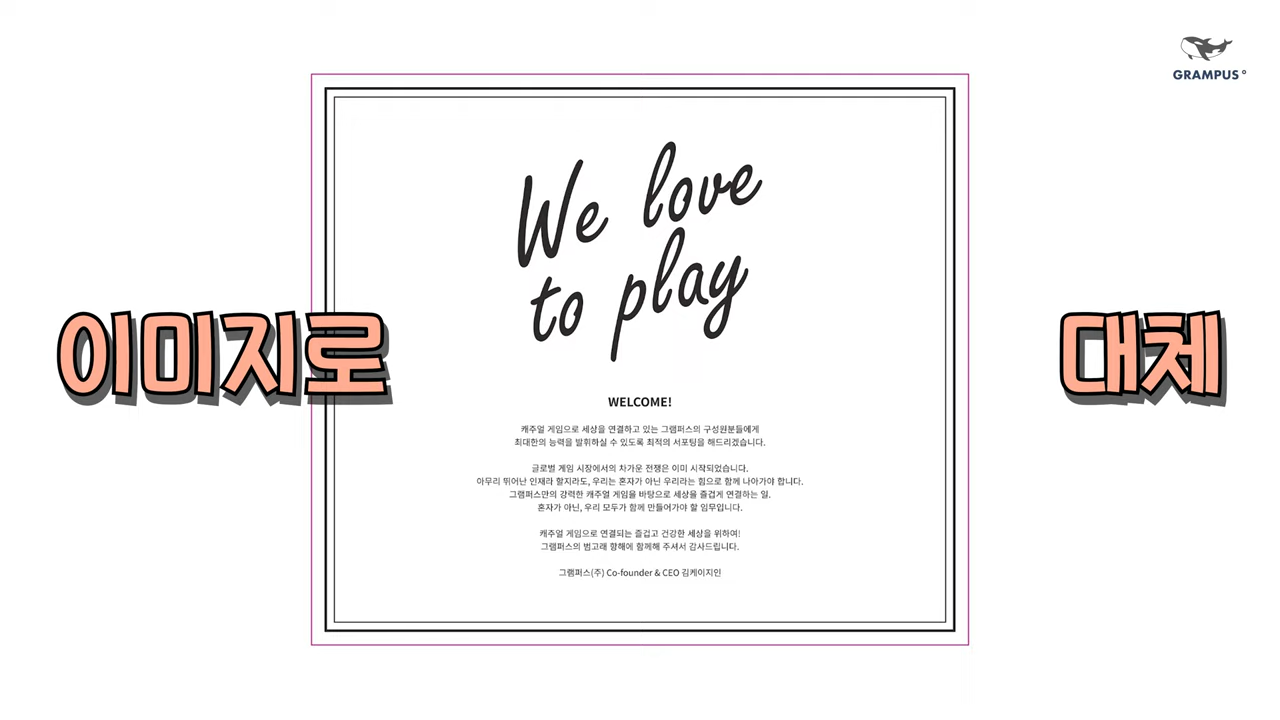 GRAMPUS
We love
to play
이미지로
대체
WELCOME!
캐주얼 게임으로 세상을 연결하고 있는 그램퍼스의 구성원분들에게
최대한의 능력을 발휘하실 수 있도록 최적의 서포팅을 해드리겠습니다.
글로벌 게임 시장에서의 차가운 전쟁은 이미 시작되었습니다.
아무리 뛰어난 인재라 할지라도, 우리는 혼자가 아닌 우리라는 힘으로 함께 나아가야 합니다.
그램퍼스만의 강력한 캐주얼 게임을 바탕으로 세상을 즐겁게 연결하는 일.
혼자가 아닌, 우리 모두가 함께 만들어가야 할 임무입니다.
캐주얼 게임으로 연결되는 즐겁고 건강한 세상을 위하여!
그램퍼스의 범고래 항해에 함께해 주셔서 감사드립니다.
그램퍼스(주) Co-founder & CEO 김케이지인